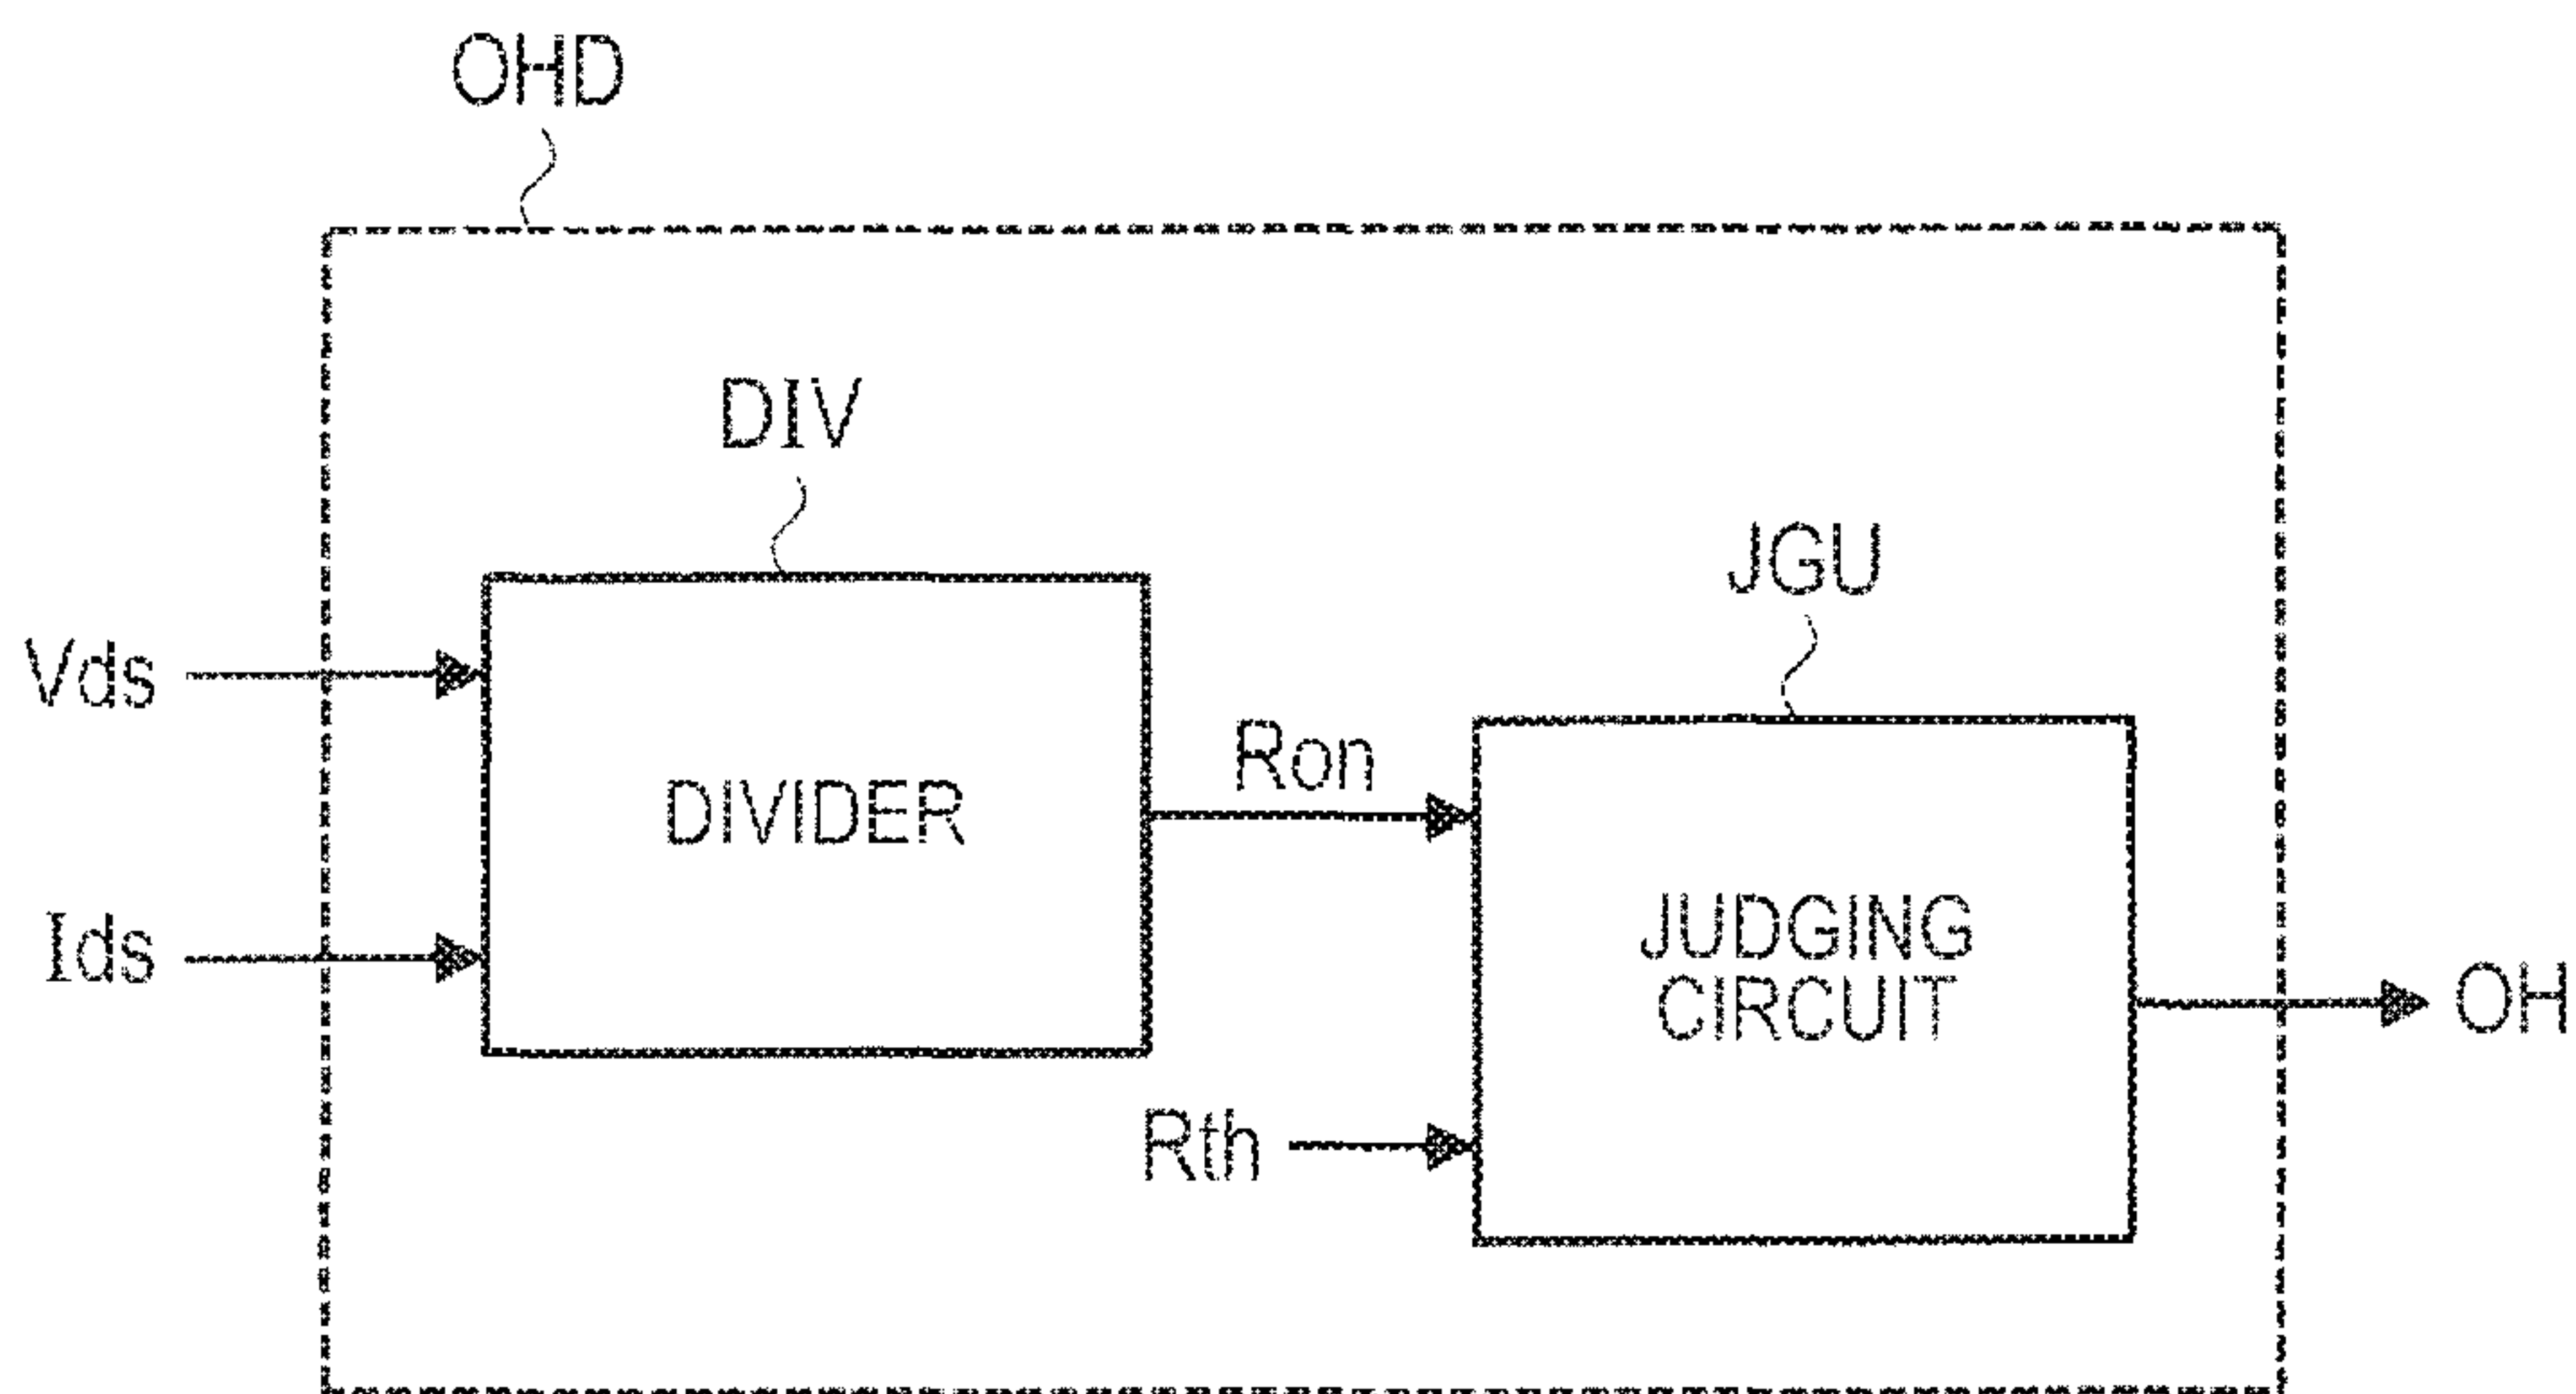 OHD
DIV
JGU
Vds
Ron
DIVIDER
Ids
JUDGING
CIRCUIT
OH
Rth